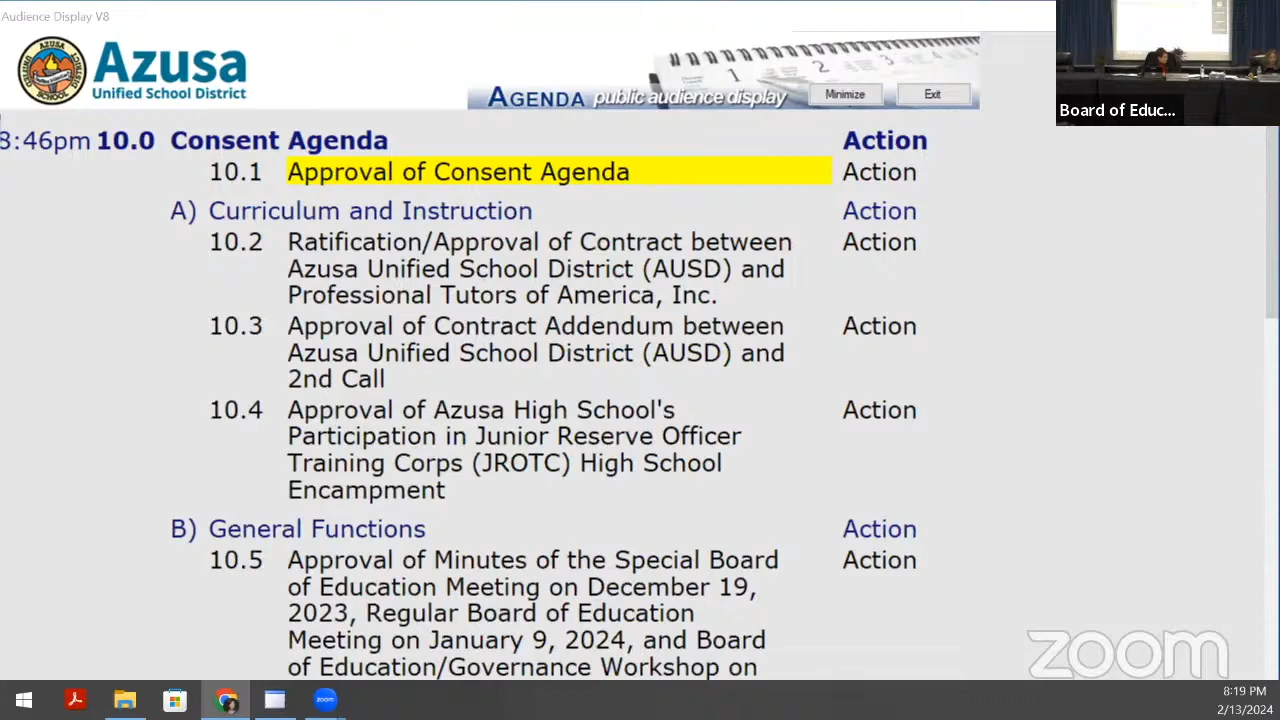 Audience Display V8
Azusa
Unified School District
AGENDA public audience display
Minimize
Exit
Board of Educ...
8:46pm 10.0 Consent Agenda Action
10.1 Approval of Consent Agenda Action
A) Curriculum and Instruction Action
10.2 Ratification/Approval of Contract between Action
Azusa Unified School District (AUSD) and
Professional Tutors of America, Inc.
10.3 Approval of Contract Addendum between Action
Azusa Unified School District (AUSD) and
2nd Call
10.4 Approval of Azusa High School's Action
Participation in Junior Reserve Officer
Training Corps (JROTC) High School
Encampment
B) General Functions Action
10.5 Approval of Minutes of the Special Board Action
of Education Meeting on December 19,
2023, Regular Board of Education
Meeting on January 9, 2024, and Board
of Education/Governance Workshop on
zoom
zoom
8:19 PM
2/13/2024